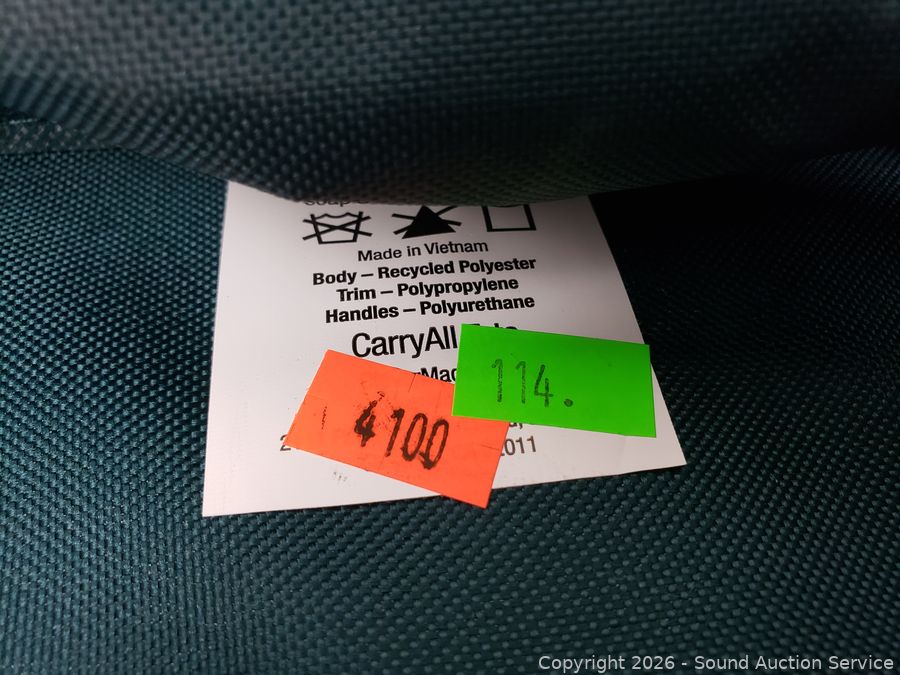 Made in Vietnam
Body – Recycled Polyester
Trim – Polypropylene
Handles – Polyurethane
CarryAll
114.
4100
2011
Copyright 2026 - Sound Auction Service